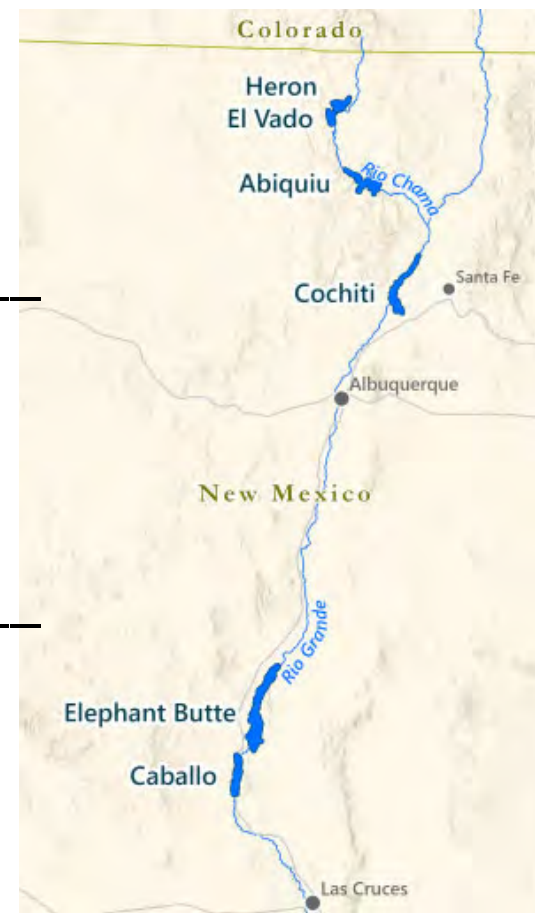 Colorado
Heron
El Vado
Abiquiu
Rio Chama
Cochiti
Santa Fe
Albuquerque
New Mexico
Rio Grande
Elephant Butte
Caballo
Las Cruces